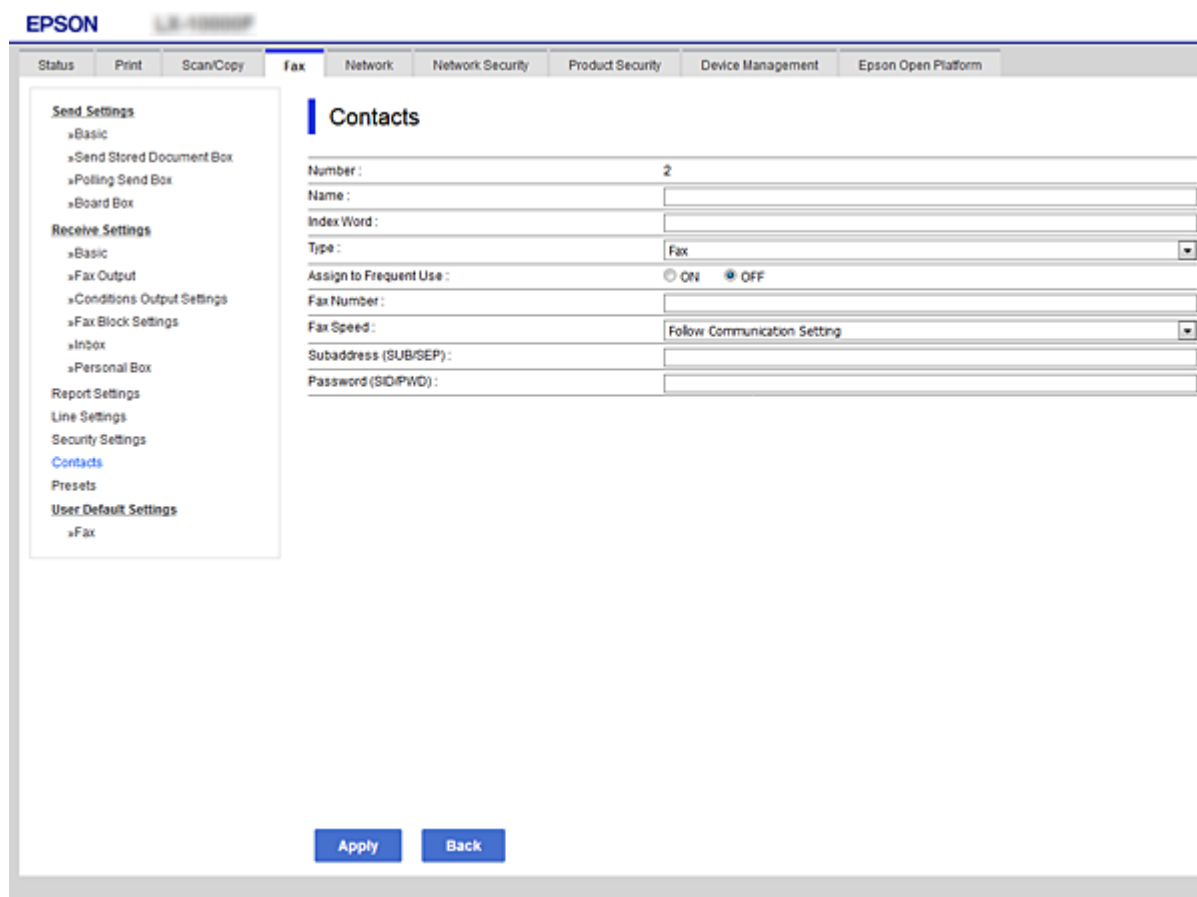 EPSON
Status Print Scan/Copy Fax Network Network Security Product Security Device Management Epson Open Platform
Send Settings
»Basic
»Send Stored Document Box
»Polling Send Box
»Board Box
Receive Settings
»Basic
»Fax Output
»Conditions Output Settings
»Fax Block Settings
»Inbox
»Personal Box
Report Settings
Line Settings
Security Settings
Contacts
Presets
User Default Settings
»Fax
Contacts
Number : 2
Name :
Index Word :
Type : Fax
Assign to Frequent Use : ON OFF
Fax Number :
Fax Speed : Follow Communication Setting
Subaddress (SUB/SEP) :
Password (SID/PWD) :
Apply Back